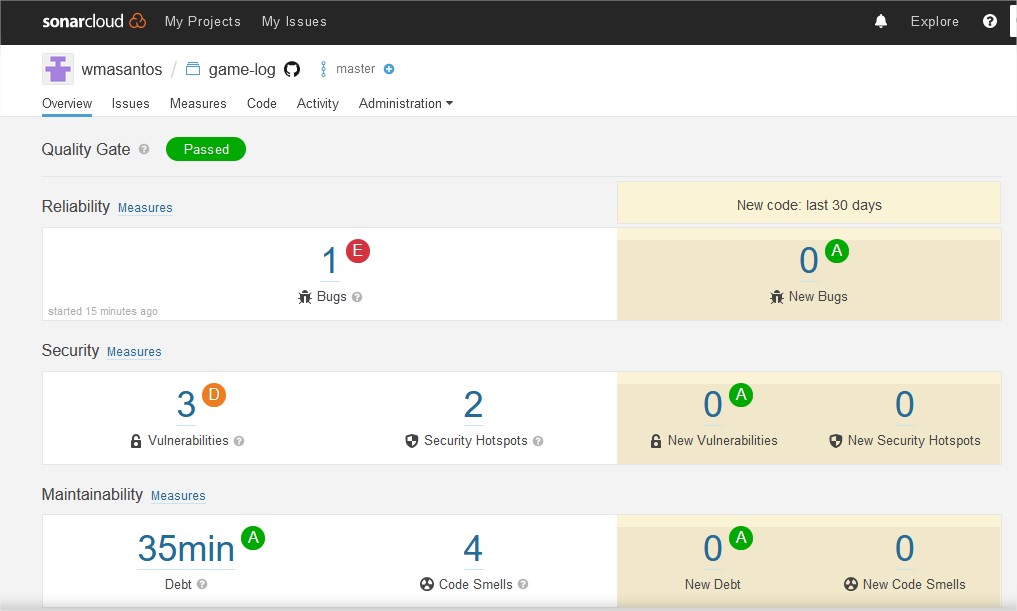 sonarcloud My Projects My Issues Explore ?
wmasantos / game-log master
Overview Issues Measures Code Activity Administration
Quality Gate ? Passed
Reliability Measures
New code: last 30 days
1 E
0 A
Bugs ?
New Bugs
started 15 minutes ago
Security Measures
3 D
2
0 A
0
Vulnerabilities ?
Security Hotspots ?
New Vulnerabilities
New Security Hotspots
Maintainability Measures
35min A
4
0 A
0
Debt ?
Code Smells ?
New Debt
New Code Smells